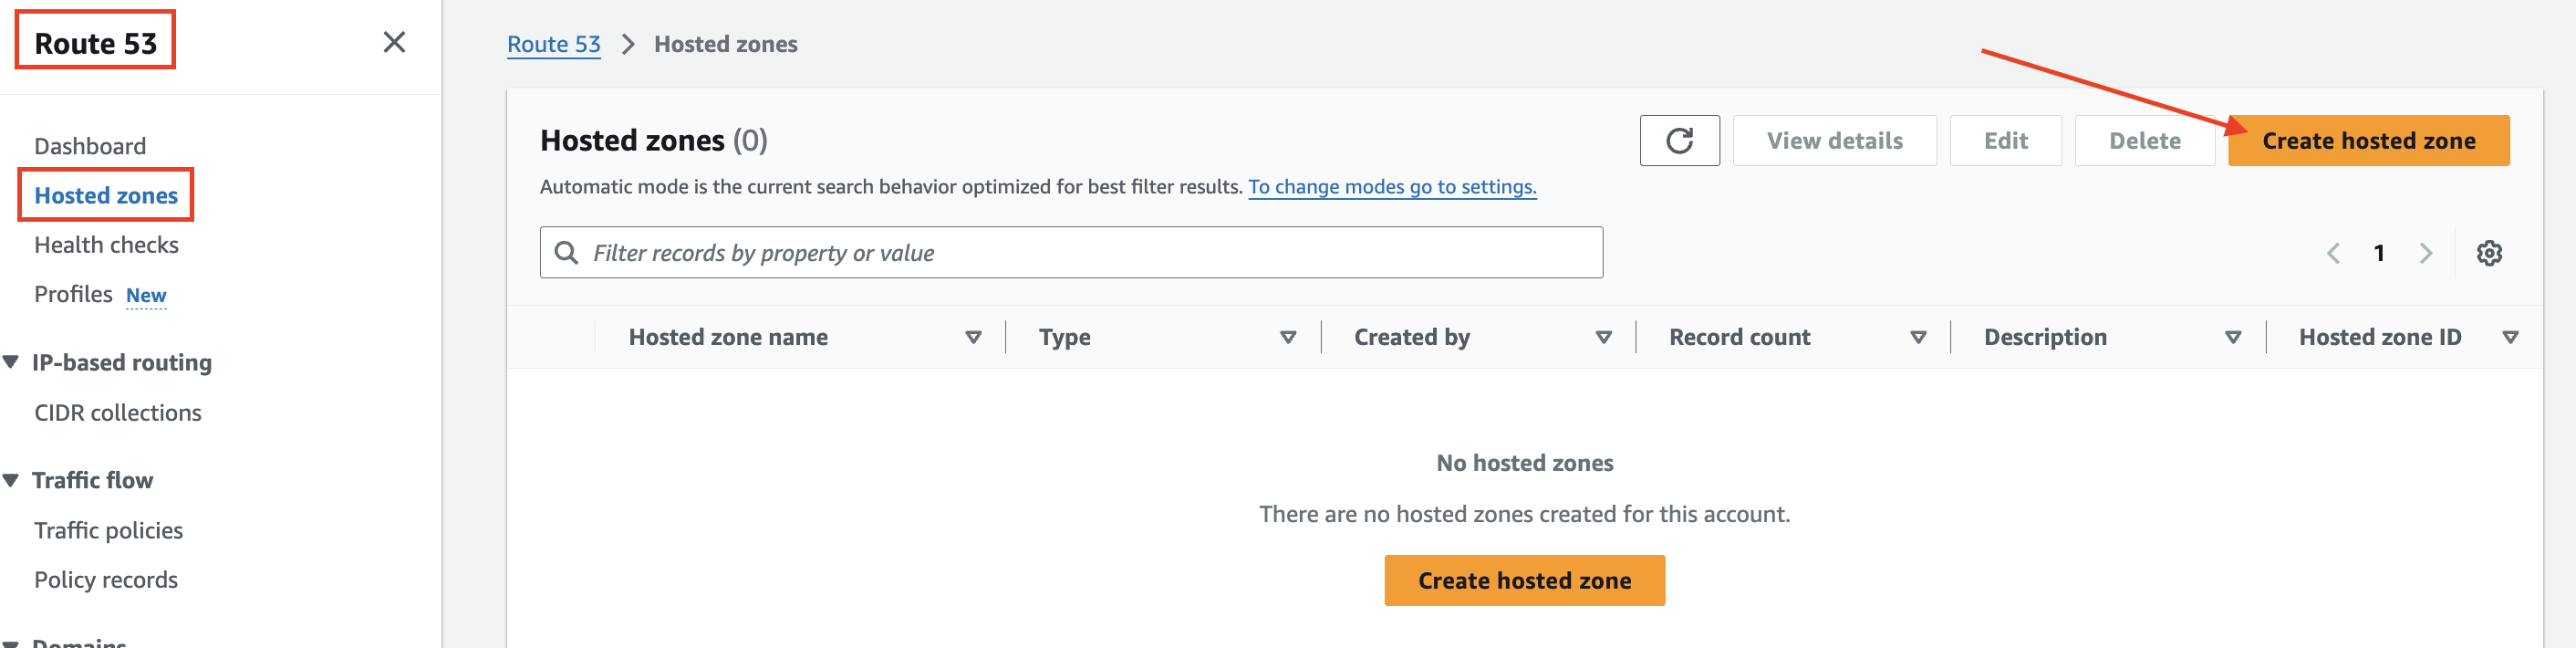 Route 53
Dashboard
Hosted zones
Health checks
Profiles New
IP-based routing
CIDR collections
Traffic flow
Traffic policies
Policy records
Domains
Route 53 > Hosted zones
Hosted zones (0)
View details
Edit
Delete
Create hosted zone
Automatic mode is the current search behavior optimized for best filter results. To change modes go to settings.
Filter records by property or value
1
Hosted zone name
Type
Created by
Record count
Description
Hosted zone ID
No hosted zones
There are no hosted zones created for this account.
Create hosted zone